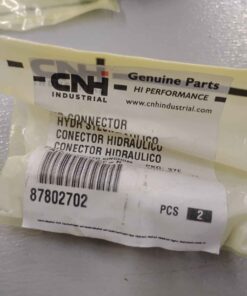 CNH
INDUSTRIAL
Genuine Parts
HI PERFORMANCE
www.cnhindustrial.com
CONNECTOR
CONECTOR HIDRAULICO
CONECTOR HIDRAULICO
87802702
PCS 2